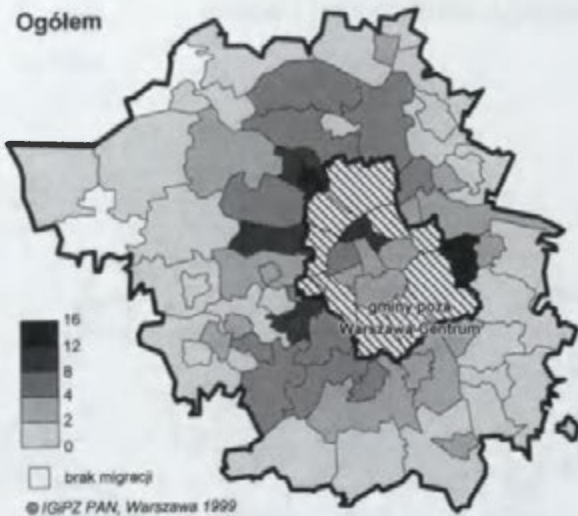 Ogółem
gminy poza
Warszawa-Centrum
16
12
8
4
2
0
brak migracji
© IGiPZ PAN, Warszawa 1999